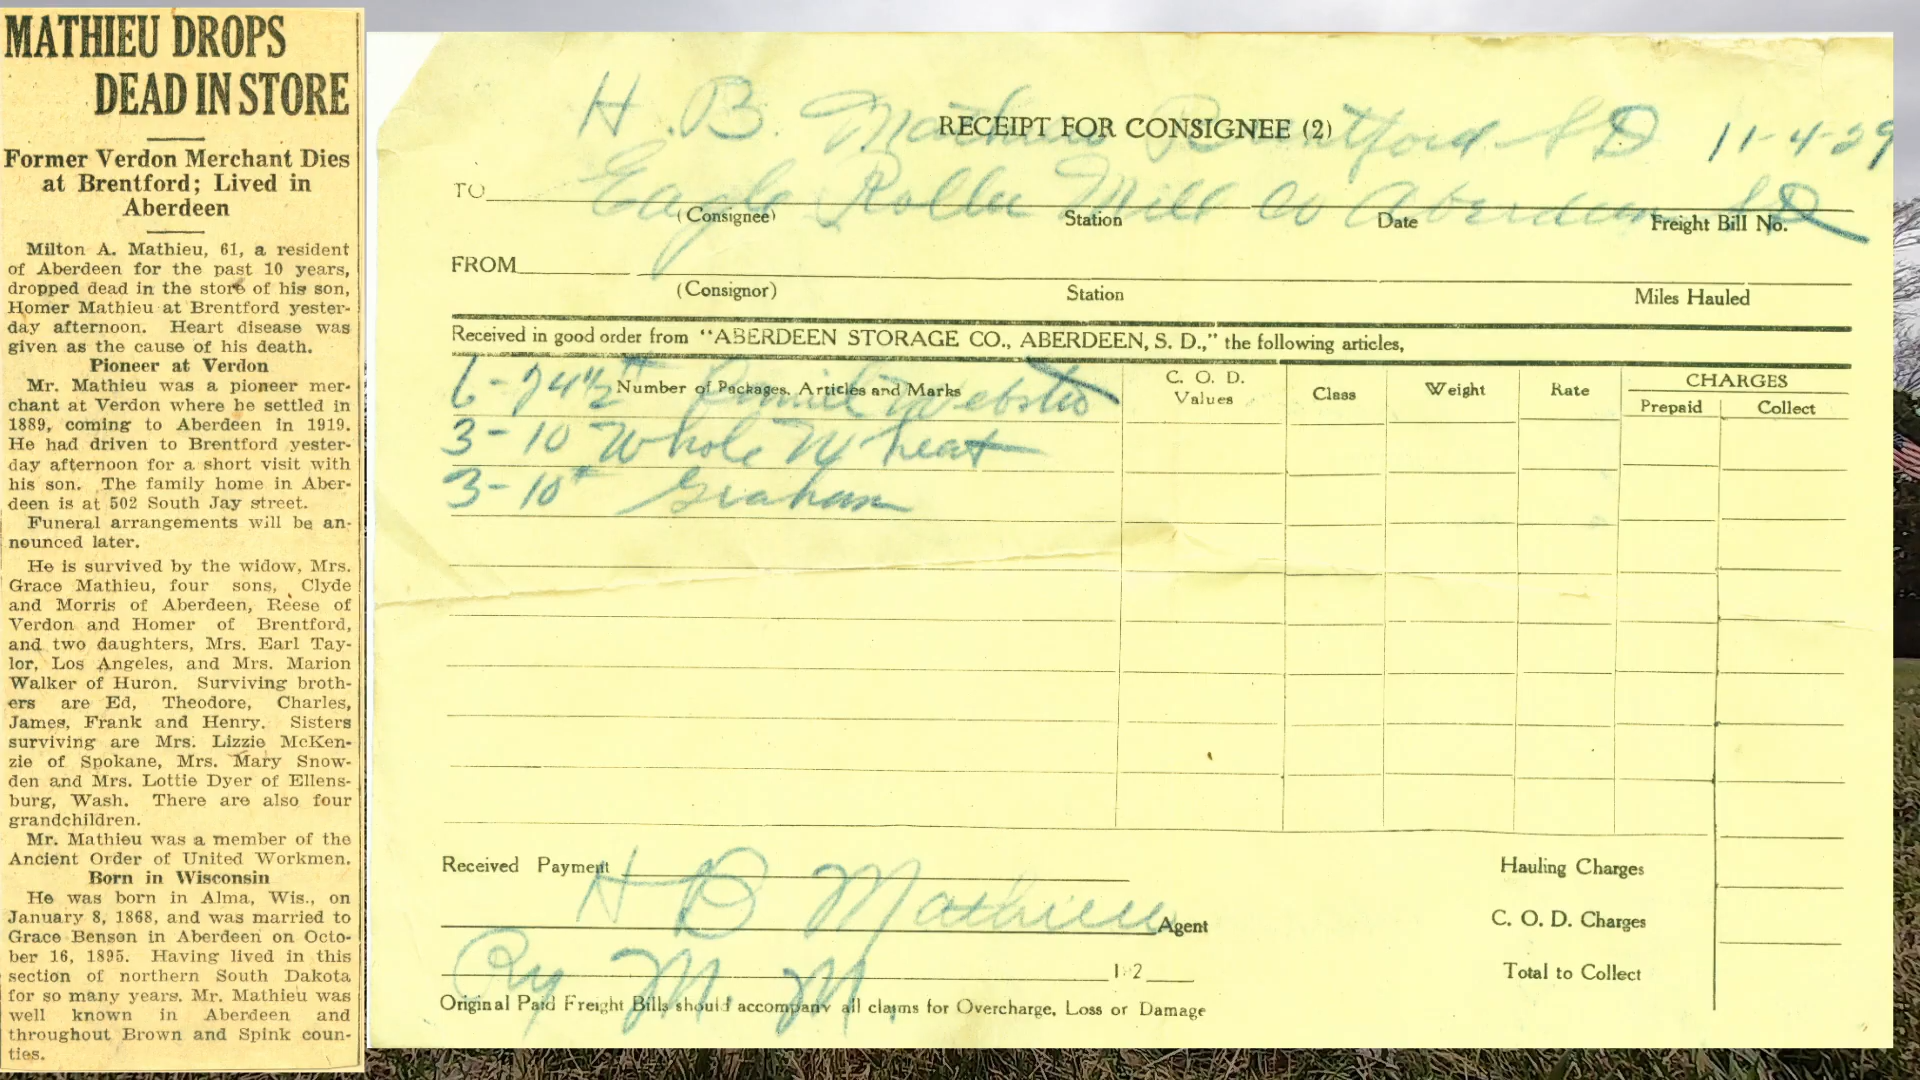 MATHIEU DROPS
DEAD IN STORE
Former Verdon Merchant Dies
at Brentford; Lived in
Aberdeen
Milton A. Mathieu, 61, a resident
of Aberdeen for the past 10 years,
dropped dead in the store of his son,
Homer Mathieu at Brentford yester-
day afternoon. Heart disease was
given as the cause of his death.
Pioneer at Verdon
Mr. Mathieu was a pioneer mer-
chant at Verdon where he settled in
1889, coming to Aberdeen in 1919.
He had driven to Brentford yester-
day afternoon for a short visit with
his son. The family home in Aber-
deen is at 502 South Jay street.
Funeral arrangements will be an-
nounced later.
He is survived by the widow, Mrs.
Grace Mathieu, four sons, Clyde
and Morris of Aberdeen, Reese of
Verdon and Homer of Brentford,
and two daughters, Mrs. Earl Tay-
lor, Los Angeles, and Mrs. Marion
Walker of Huron. Surviving broth-
ers are Ed, Theodore, Charles,
James, Frank and Henry. Sisters
surviving are Mrs. Lizzie McKen-
zie of Spokane, Mrs. Mary Snow-
den and Mrs. Lottie Dyer of Ellens-
burg, Wash. There are also four
grandchildren.
Mr. Mathieu was a member of the
Ancient Order of United Workmen.
Born in Wisconsin
He was born in Alma, Wis., on
January 8, 1868, and was married to
Grace Benson in Aberdeen on Octo-
ber 16, 1895. Having lived in this
section of northern South Dakota
for so many years. Mr. Mathieu was
well known in Aberdeen and
throughout Brown and Spink coun-
ties.
H. B. Mathieu Brentford SD 11-4-29
RECEIPT FOR CONSIGNEE (2)
TO Eagle Roller Mill Co Aberdeen SD
(Consignee) Station Date Freight Bill No.
FROM
(Consignor) Station Miles Hauled
Received in good order from "ABERDEEN STORAGE CO., ABERDEEN, S. D.," the following articles,
Number of Packages, Articles and Marks C. O. D. Values Class Weight Rate CHARGES Prepaid Collect
6-24½ Webster
3-10 Whole Wheat
3-10# Graham
Received Payment
H B Mathieu Agent
By M. M. 192
Original Paid Freight Bills should accompany all claims for Overcharge, Loss or Damage
Hauling Charges
C. O. D. Charges
Total to Collect